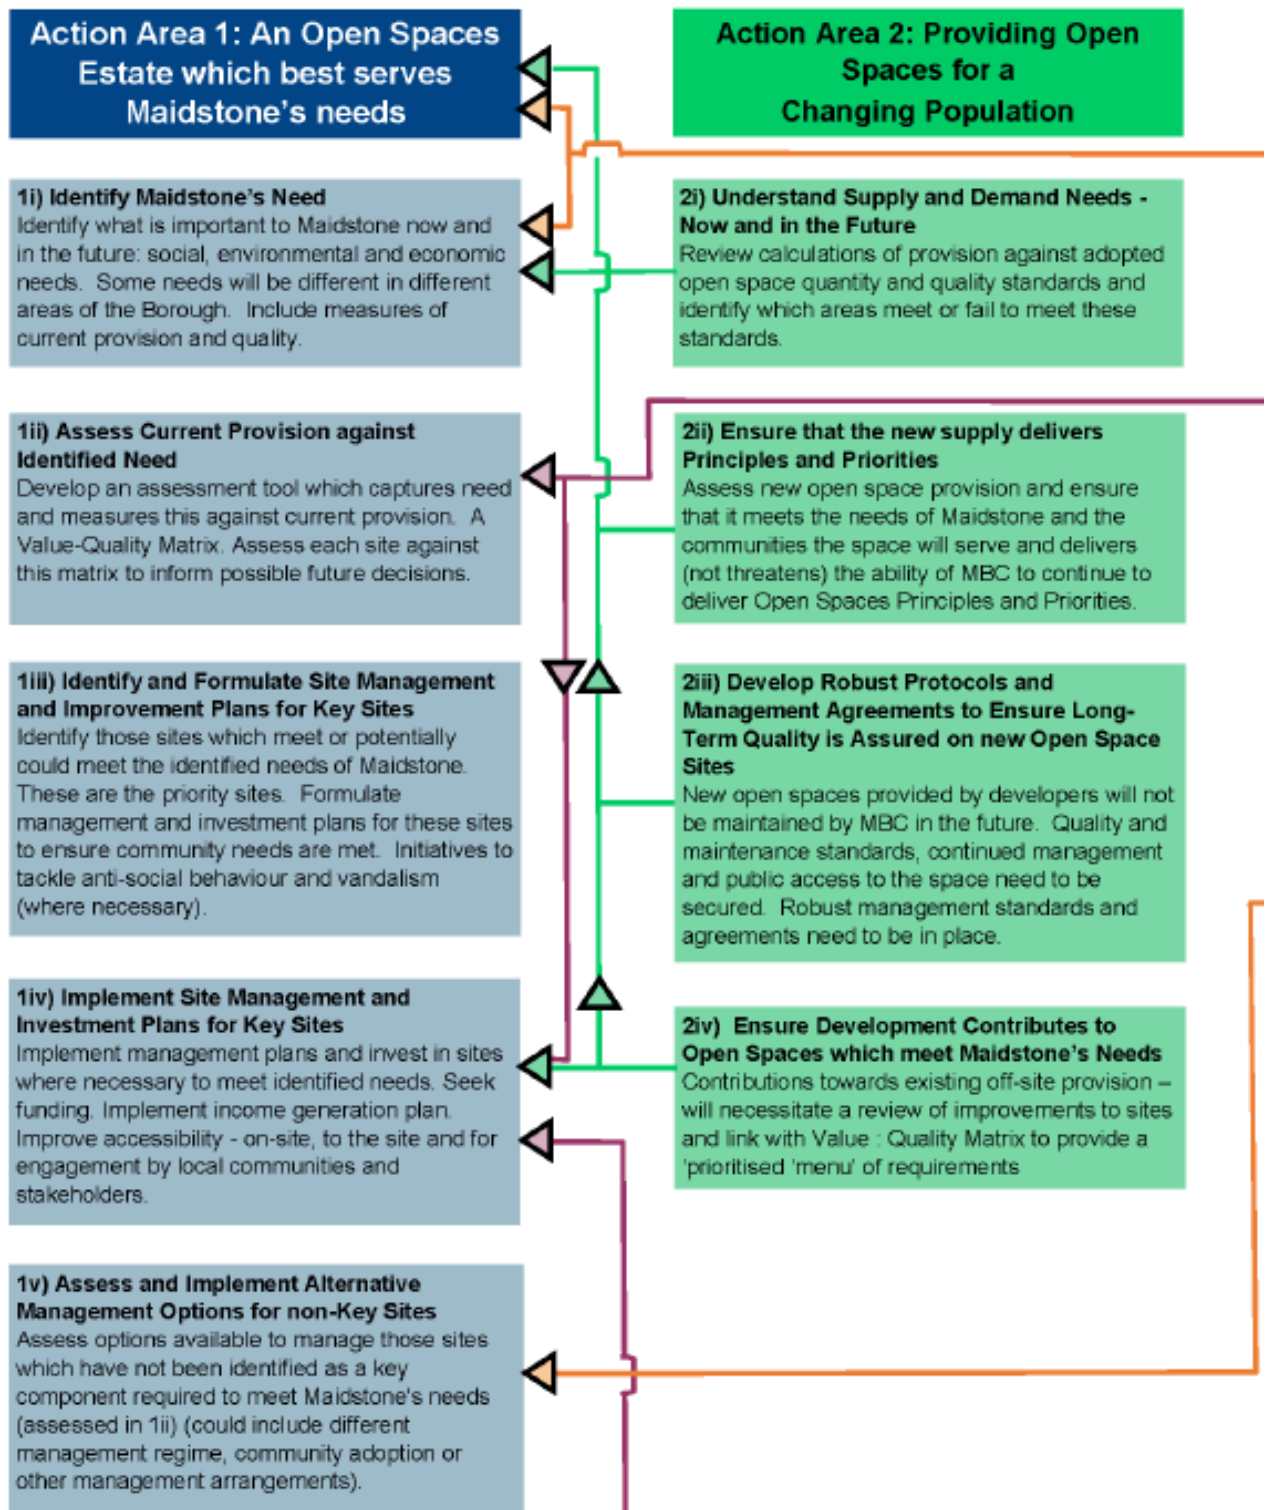 Action Area 1: An Open Spaces
Estate which best serves
Maidstone's needs
1i) Identify Maidstone's Need
Identify what is important to Maidstone now and
in the future: social, environmental and economic
needs.  Some needs will be different in different
areas of the Borough.  Include measures of
current provision and quality.
1ii) Assess Current Provision against
Identified Need
Develop an assessment tool which captures need
and measures this against current provision.  A
Value-Quality Matrix. Assess each site against
this matrix to inform possible future decisions.
1iii) Identify and Formulate Site Management
and Improvement Plans for Key Sites
Identify those sites which meet or potentially
could meet the identified needs of Maidstone.
These are the priority sites.  Formulate
management and investment plans for these sites
to ensure community needs are met.  Initiatives to
tackle anti-social behaviour and vandalism
(where necessary).
1iv) Implement Site Management and
Investment Plans for Key Sites
Implement management plans and invest in sites
where necessary to meet identified needs. Seek
funding. Implement income generation plan.
Improve accessibility - on-site, to the site and for
engagement by local communities and
stakeholders.
1v) Assess and Implement Alternative
Management Options for non-Key Sites
Assess options available to manage those sites
which have not been identified as a key
component required to meet Maidstone's needs
(assessed in 1ii) (could include different
management regime, community adoption or
other management arrangements).
Action Area 2: Providing Open
Spaces for a
Changing Population
2i) Understand Supply and Demand Needs -
Now and in the Future
Review calculations of provision against adopted
open space quantity and quality standards and
identify which areas meet or fail to meet these
standards.
2ii) Ensure that the new supply delivers
Principles and Priorities
Assess new open space provision and ensure
that it meets the needs of Maidstone and the
communities the space will serve and delivers
(not threatens) the ability of MBC to continue to
deliver Open Spaces Principles and Priorities.
2iii) Develop Robust Protocols and
Management Agreements to Ensure Long-
Term Quality is Assured on new Open Space
Sites
New open spaces provided by developers will not
be maintained by MBC in the future.  Quality and
maintenance standards, continued management
and public access to the space need to be
secured.  Robust management standards and
agreements need to be in place.
2iv)  Ensure Development Contributes to
Open Spaces which meet Maidstone's Needs
Contributions towards existing off-site provision –
will necessitate a review of improvements to sites
and link with Value : Quality Matrix to provide a
'prioritised 'menu' of requirements